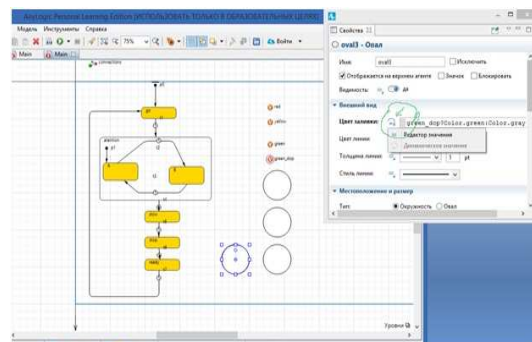 AnyLogic Personal Learning Edition [ИСПОЛЬЗОВАТЬ ТОЛЬКО В ОБРАЗОВАТЕЛЬНЫХ ЦЕЛЯХ]
Модель Инструменты Справка
75%
Войти
Main
Main
connections
red
yellow
green
green_dop
Уровни
Свойства
oval3 - Овал
Имя: oval3 Исключить
Отображается на верхнем агенте Значок Блокировать
Видимость: да
Внешний вид
Цвет заливки: green_dop?Color.green:Color.gray
Редактор значения
Динамическое значение
Цвет линии:
Толщина линии: 1 pt
Стиль линии:
Местоположение и размер
Тип: Окружность Овал